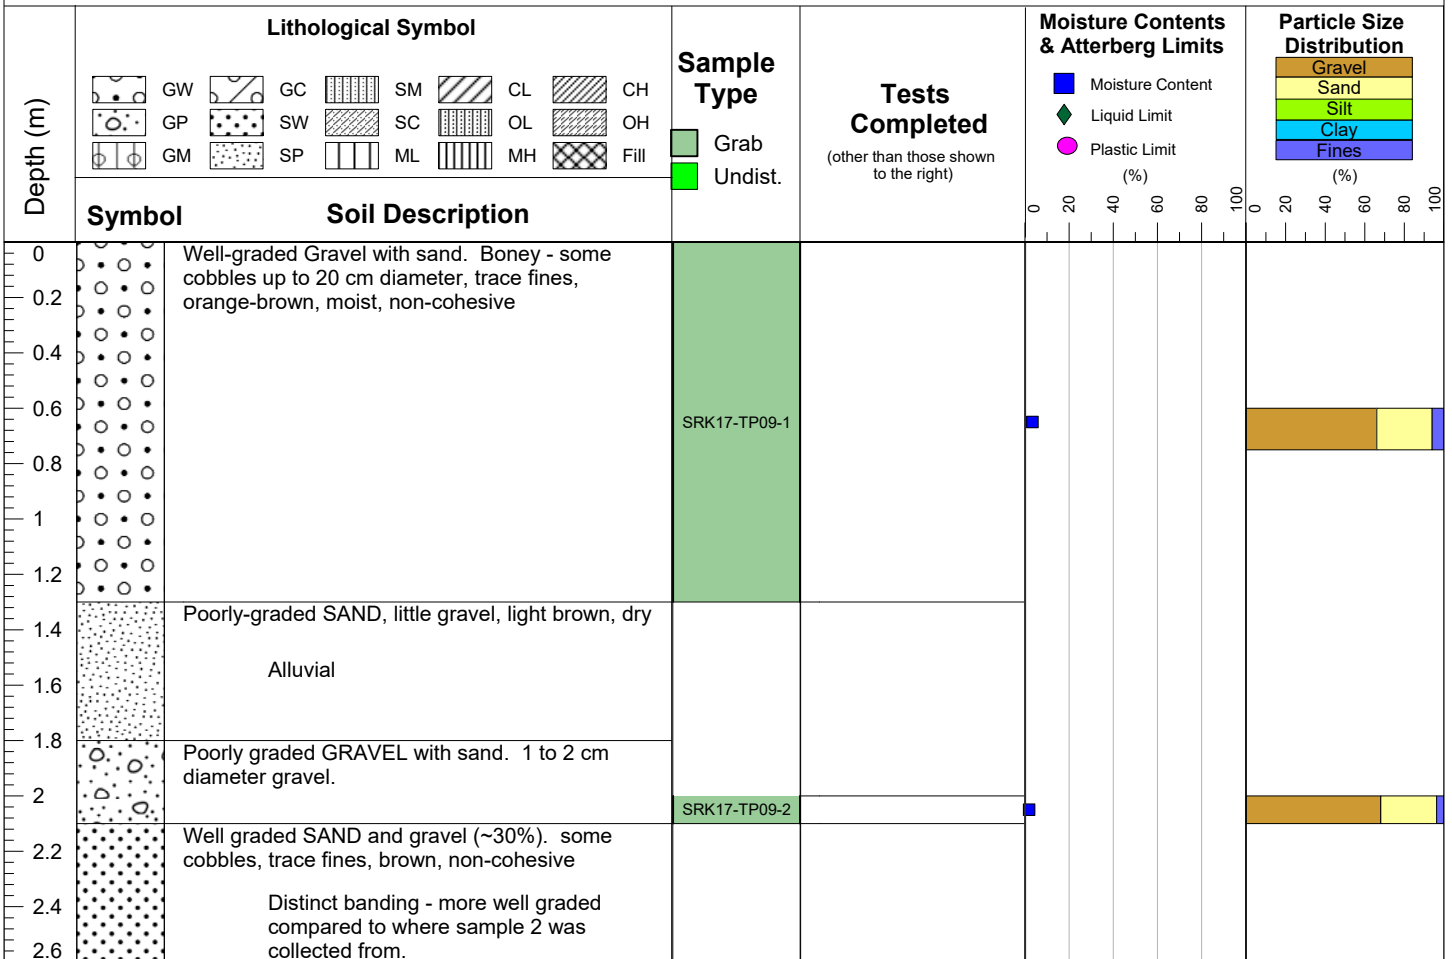 Depth (m)
Lithological Symbol
GW GC SM CL CH
GP SW SC OL OH
GM SP ML MH Fill
Symbol Soil Description
Sample
Type
Grab
Undist.
Tests
Completed
(other than those shown
to the right)
Moisture Contents
& Atterberg Limits
Moisture Content
Liquid Limit
Plastic Limit
(%)
0 20 40 60 80 100
Particle Size
Distribution
Gravel
Sand
Silt
Clay
Fines
(%)
0 20 40 60 80 100
0
0.2
0.4
0.6
0.8
1
1.2
1.4
1.6
1.8
2
2.2
2.4
2.6
Well-graded Gravel with sand. Boney - some
cobbles up to 20 cm diameter, trace fines,
orange-brown, moist, non-cohesive
SRK17-TP09-1
Poorly-graded SAND, little gravel, light brown, dry
Alluvial
Poorly graded GRAVEL with sand. 1 to 2 cm
diameter gravel.
SRK17-TP09-2
Well graded SAND and gravel (~30%). some
cobbles, trace fines, brown, non-cohesive
Distinct banding - more well graded
compared to where sample 2 was
collected from.